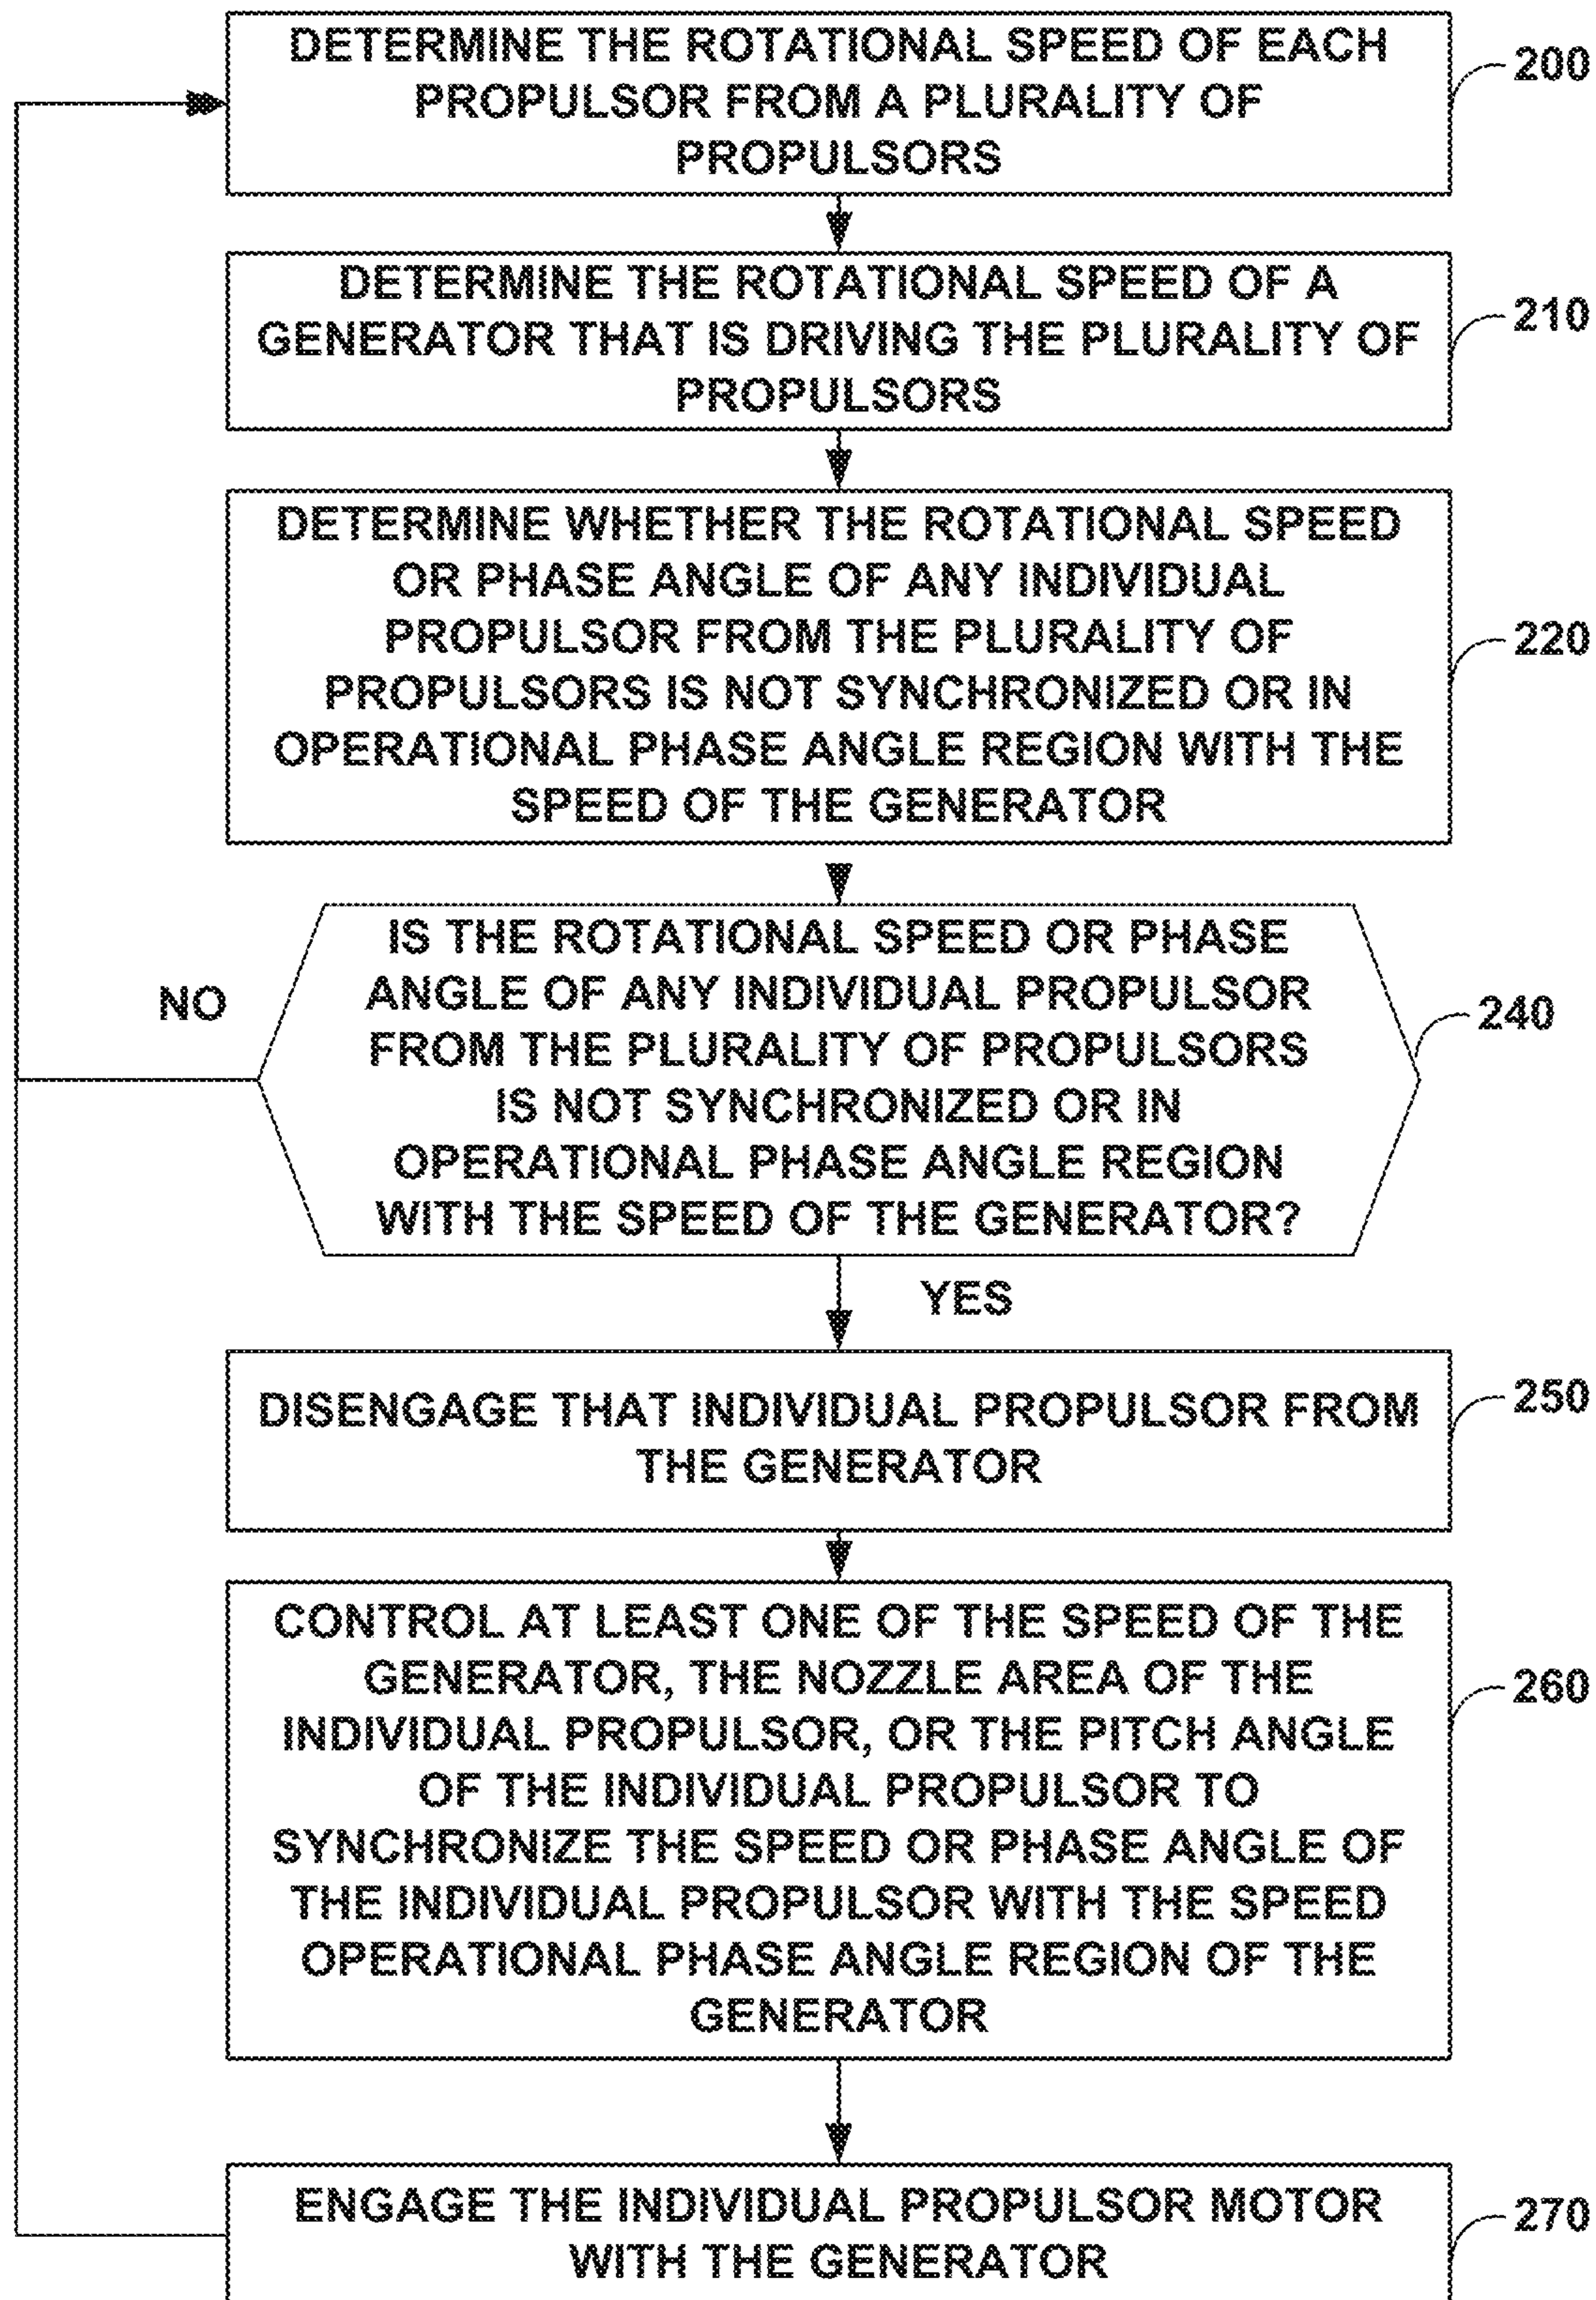 DETERMINE THE ROTATIONAL SPEED OF EACH
PROPULSOR FROM A PLURALITY OF
PROPULSORS
200
DETERMINE THE ROTATIONAL SPEED OF A
GENERATOR THAT IS DRIVING THE PLURALITY OF
PROPULSORS
210
DETERMINE WHETHER THE ROTATIONAL SPEED
OR PHASE ANGLE OF ANY INDIVIDUAL
PROPULSOR FROM THE PLURALITY OF
PROPULSORS IS NOT SYNCHRONIZED OR IN
OPERATIONAL PHASE ANGLE REGION WITH THE
SPEED OF THE GENERATOR
220
IS THE ROTATIONAL SPEED OR PHASE
ANGLE OF ANY INDIVIDUAL PROPULSOR
FROM THE PLURALITY OF PROPULSORS
IS NOT SYNCHRONIZED OR IN
OPERATIONAL PHASE ANGLE REGION
WITH THE SPEED OF THE GENERATOR?
240
NO
YES
DISENGAGE THAT INDIVIDUAL PROPULSOR FROM
THE GENERATOR
250
CONTROL AT LEAST ONE OF THE SPEED OF THE
GENERATOR, THE NOZZLE AREA OF THE
INDIVIDUAL PROPULSOR, OR THE PITCH ANGLE
OF THE INDIVIDUAL PROPULSOR TO
SYNCHRONIZE THE SPEED OR PHASE ANGLE OF
THE INDIVIDUAL PROPULSOR WITH THE SPEED
OPERATIONAL PHASE ANGLE REGION OF THE
GENERATOR
260
ENGAGE THE INDIVIDUAL PROPULSOR MOTOR
WITH THE GENERATOR
270